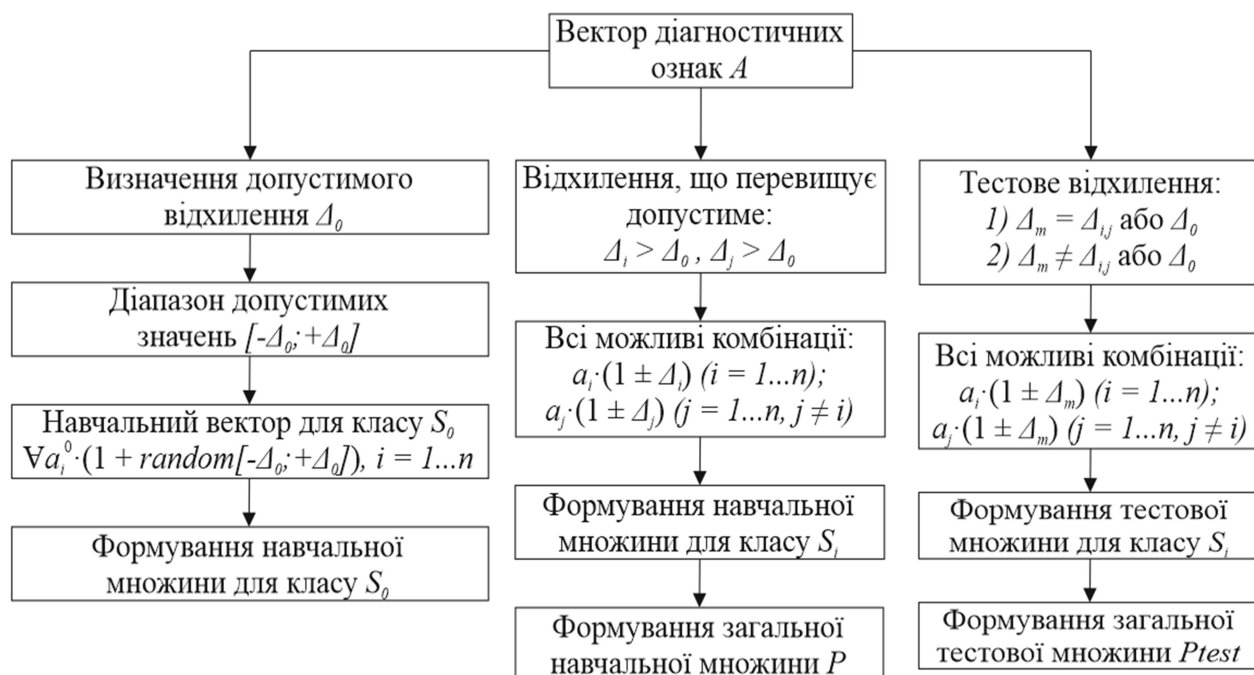 Вектор діагностичних
ознак A
Визначення допустимого
відхилення Δ₀
Діапазон допустимих
значень [-Δ₀;+Δ₀]
Навчальний вектор для класу S₀
∀aᵢ⁰·(1 + random[-Δ₀;+Δ₀]), i = 1...n
Формування навчальної
множини для класу S₀
Відхилення, що перевищує
допустиме:
Δᵢ > Δ₀ , Δⱼ > Δ₀
Всі можливі комбінації:
aᵢ·(1 ± Δᵢ) (i = 1...n);
aⱼ·(1 ± Δⱼ) (j = 1...n, j ≠ i)
Формування навчальної
множини для класу Sᵢ
Формування загальної
навчальної множини P
Тестове відхилення:
1) Δₘ = Δᵢ,ⱼ або Δ₀
2) Δₘ ≠ Δᵢ,ⱼ або Δ₀
Всі можливі комбінації:
aᵢ·(1 ± Δₘ) (i = 1...n);
aⱼ·(1 ± Δₘ) (j = 1...n, j ≠ i)
Формування тестової
множини для класу Sᵢ
Формування загальної
тестової множини Ptest